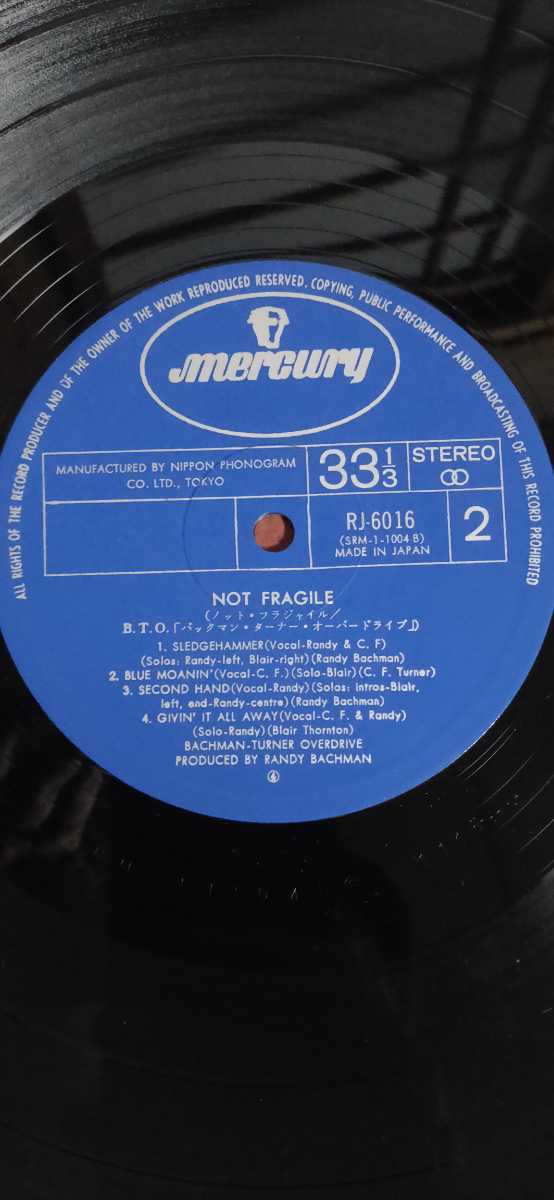 ALL RIGHTS OF THE RECORD PRODUCER AND OF THE OWNER OF THE WORK REPRODUCED RESERVED. COPYING, PUBLIC PERFORMANCE AND BROADCASTING OF THIS RECORD PROHIBITED
mercury
MANUFACTURED BY NIPPON PHONOGRAM
CO. LTD., TOKYO
33 1/3
STEREO
RJ-6016
(SRM-1-1004 B)
MADE IN JAPAN
2
NOT FRAGILE
(ノット・フラジャイル/
B.T.O.「バックマン・ターナー・オーバードライブ」)
1. SLEDGEHAMMER(Vocal-Randy & C. F)
(Solos: Randy-left, Blair-right)(Randy Bachman)
2. BLUE MOANIN'(Vocal-C. F.)(Solo-Blair)(C. F. Turner)
3. SECOND HAND(Vocal-Randy)(Solos: intros-Blair,
left, end-Randy-centre)(Randy Bachman)
4. GIVIN' IT ALL AWAY(Vocal-C. F. & Randy)
(Solo-Randy)(Blair Thornton)
BACHMAN-TURNER OVERDRIVE
PRODUCED BY RANDY BACHMAN